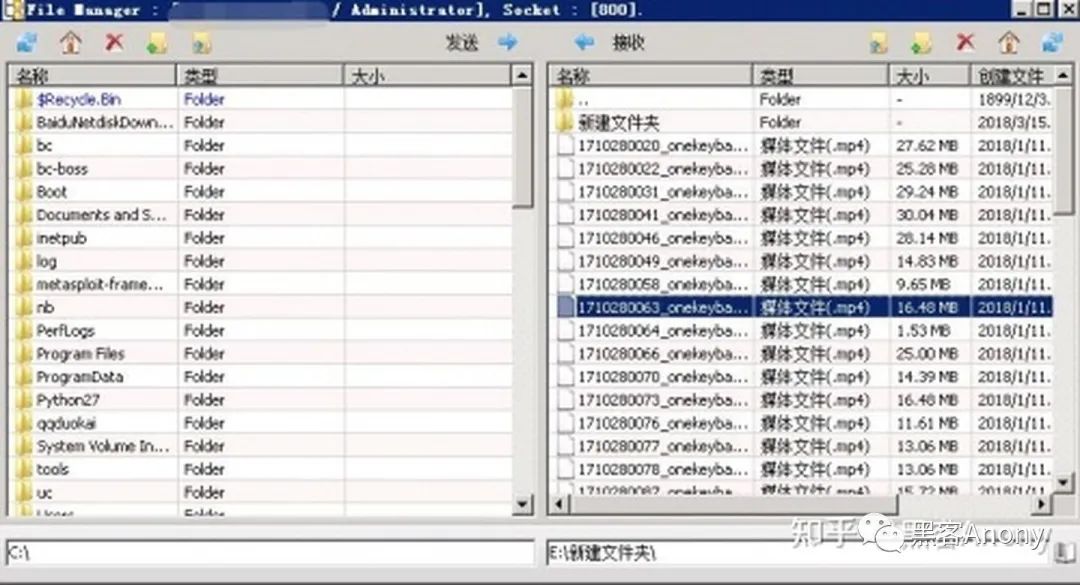 File Manager : / Administrator], Socket : [800].
发送 接收
名称 类型 大小 名称 类型 大小 创建文件
$Recycle.Bin Folder .. Folder - 1899/12/3.
BaiduNetdiskDown... Folder 新建文件夹 Folder - 2018/3/15.
bc Folder 1710280020_onekeyba... 媒体文件(.mp4) 27.62 MB 2018/1/11.
bc-boss Folder 1710280022_onekeyba... 媒体文件(.mp4) 25.28 MB 2018/1/11.
Boot Folder 1710280031_onekeyba... 媒体文件(.mp4) 29.24 MB 2018/1/11.
Documents and S... Folder 1710280041_onekeyba... 媒体文件(.mp4) 30.04 MB 2018/1/11.
inetpub Folder 1710280046_onekeyba... 媒体文件(.mp4) 28.14 MB 2018/1/11.
log Folder 1710280049_onekeyba... 媒体文件(.mp4) 14.83 MB 2018/1/11.
metasploit-frame... Folder 1710280058_onekeyba... 媒体文件(.mp4) 9.65 MB 2018/1/11.
nb Folder 1710280063_onekeyba... 媒体文件(.mp4) 16.48 MB 2018/1/11.
PerfLogs Folder 1710280064_onekeyba... 媒体文件(.mp4) 1.53 MB 2018/1/11.
Program Files Folder 1710280066_onekeyba... 媒体文件(.mp4) 25.00 MB 2018/1/11.
ProgramData Folder 1710280070_onekeyba... 媒体文件(.mp4) 14.39 MB 2018/1/11.
Python27 Folder 1710280073_onekeyba... 媒体文件(.mp4) 16.48 MB 2018/1/11.
qqduokai Folder 1710280076_onekeyba... 媒体文件(.mp4) 11.61 MB 2018/1/11.
System Volume In... Folder 1710280077_onekeyba... 媒体文件(.mp4) 13.06 MB 2018/1/11.
tools Folder 1710280078_onekeyba... 媒体文件(.mp4) 13.06 MB 2018/1/11.
uc Folder 1710280087_onekeyba... 媒体文件(.mp4) 15.72 MB 2018/1/11.
Users Folder
C:\ E:\新建文件夹\
知乎 黑客Anony